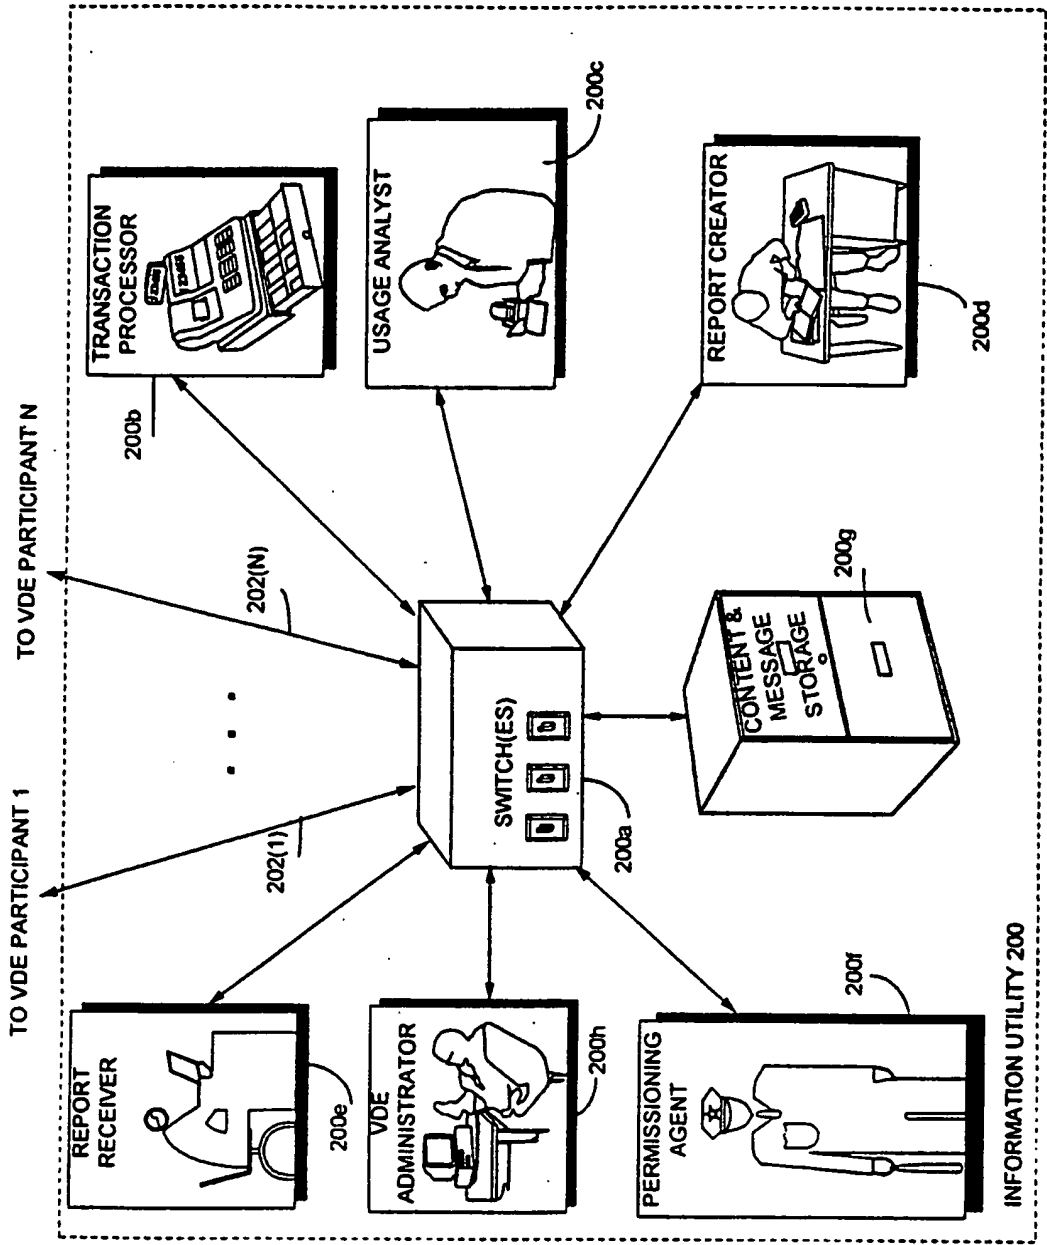 TO VDE PARTICIPANT 1
TO VDE PARTICIPANT N
REPORT
RECEIVER
200e
202(1)
202(N)
200b
TRANSACTION
PROCESSOR
VDE
ADMINISTRATOR
200h
SWITCH(ES)
200a
USAGE ANALYST
200c
PERMISSIONING
AGENT
200f
CONTENT &
MESSAGE
STORAGE
200g
REPORT CREATOR
200d
INFORMATION UTILITY 200